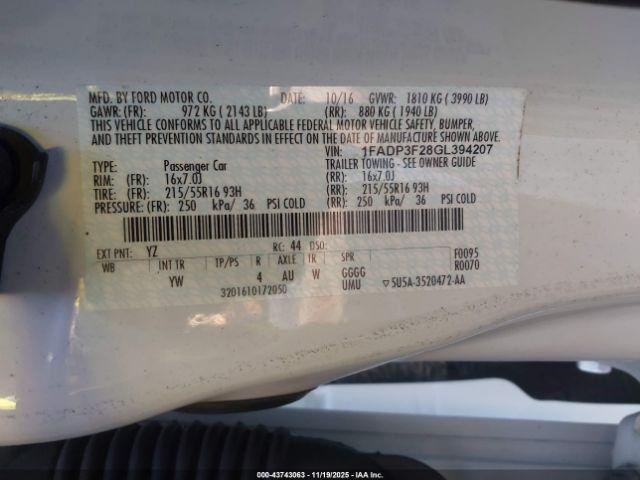 MFD. BY FORD MOTOR CO. DATE: 10/16 GVWR: 1810 KG ( 3990 LB)
GAWR: (FR): 972 KG ( 2143 LB) (RR): 880 KG ( 1940 LB)
THIS VEHICLE CONFORMS TO ALL APPLICABLE FEDERAL MOTOR VEHICLE SAFETY, BUMPER,
AND THEFT PREVENTION STANDARDS IN EFFECT ON THE DATE OF MANUFACTURE SHOWN ABOVE.
VIN: 1FADP3F28GL394207
TYPE: Passenger Car TRAILER TOWING - SEE OWNER GUIDE
RIM: (FR): 16x7.0J (RR): 16x7.0J
TIRE: (FR): 215/55R16 93H (RR): 215/55R16 93H
PRESSURE: (FR): 250 kPa/ 36 PSI COLD (RR): 250 kPa/ 36 PSI COLD
EXT PNT: YZ RC: 44 DSO: F0095
WB INT TR TP/PS R AXLE TR SPR R0070
YW 4 AU W GGGG
UMU
3201610172050 ▽5U5A-3520472-AA
000-43743063 - 11/19/2025 - IAA Inc.